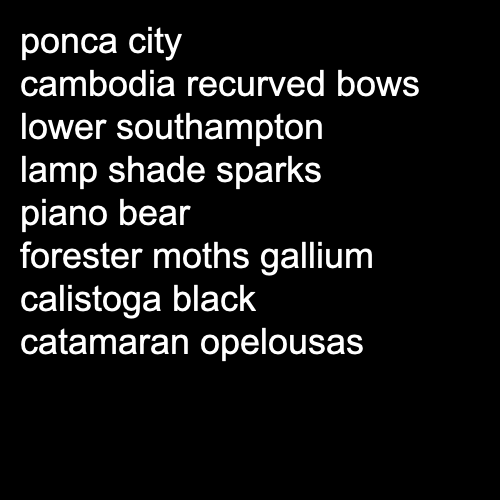 ponca city
cambodia recurved bows
lower southampton
lamp shade sparks
piano bear
forester moths gallium
calistoga black
catamaran opelousas